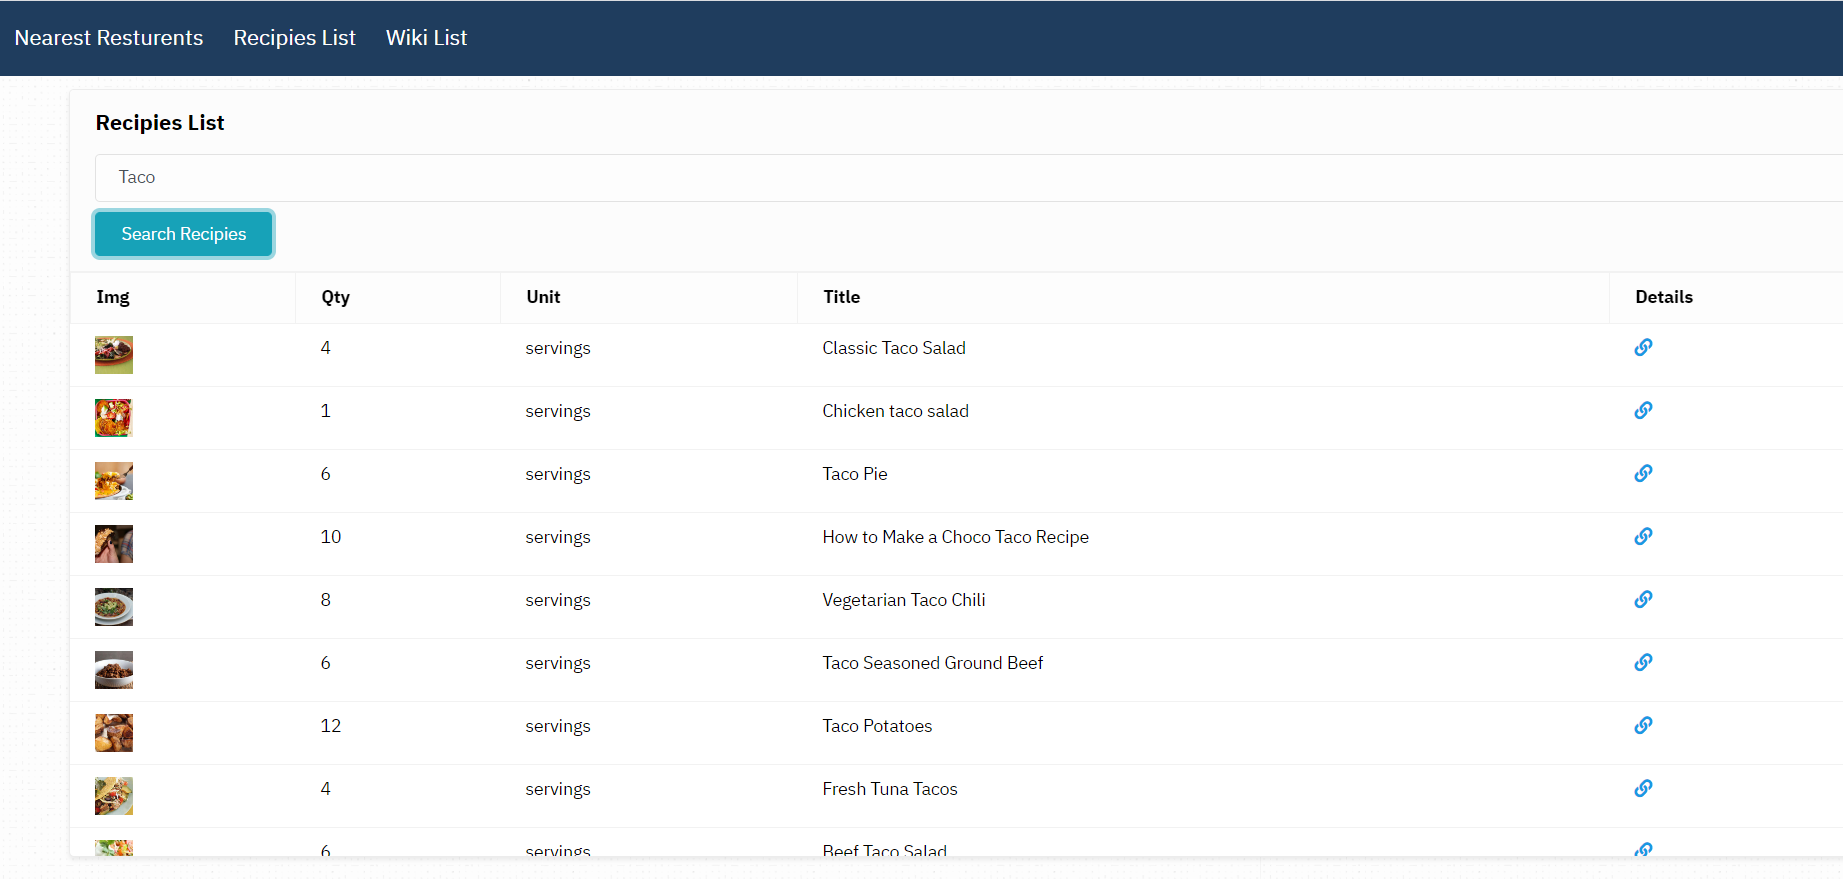 Nearest Resturents Recipies List Wiki List
Recipies List
Taco
Search Recipies
Img Qty Unit Title Details
4 servings Classic Taco Salad
1 servings Chicken taco salad
6 servings Taco Pie
10 servings How to Make a Choco Taco Recipe
8 servings Vegetarian Taco Chili
6 servings Taco Seasoned Ground Beef
12 servings Taco Potatoes
4 servings Fresh Tuna Tacos
6 servings Beef Taco Salad